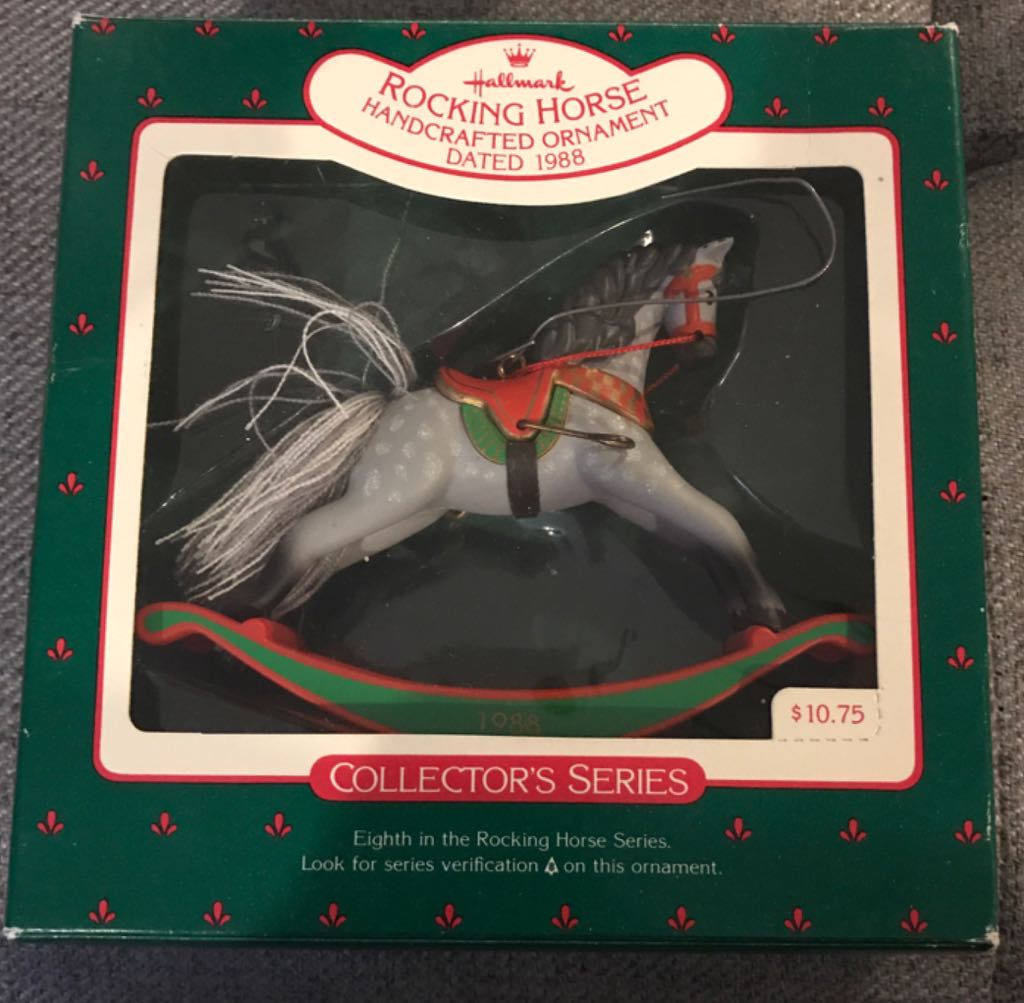 Hallmark
ROCKING HORSE
HANDCRAFTED ORNAMENT
DATED 1988
1988
$10.75
COLLECTOR'S SERIES
Eighth in the Rocking Horse Series.
Look for series verification on this ornament.